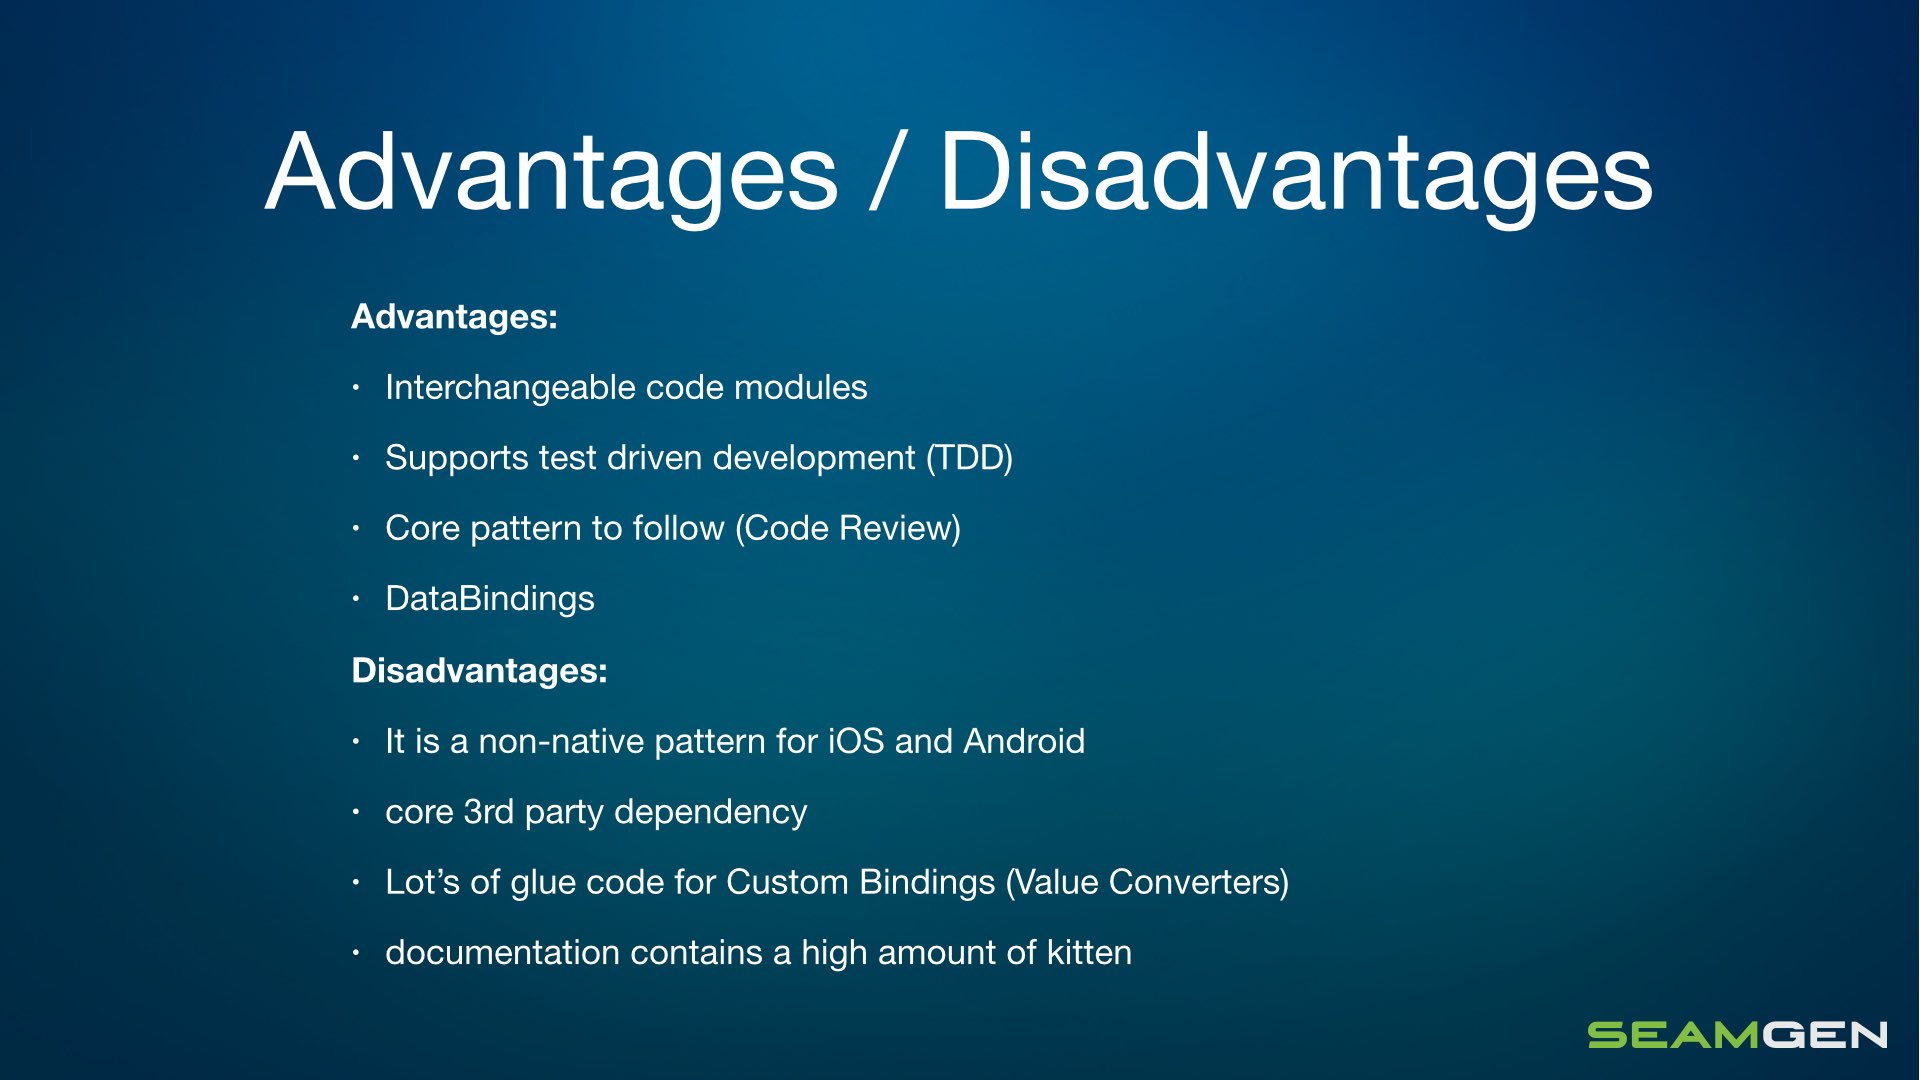 Advantages / Disadvantages
Advantages:
• Interchangeable code modules
• Supports test driven development (TDD)
• Core pattern to follow (Code Review)
• DataBindings
Disadvantages:
• It is a non-native pattern for iOS and Android
• core 3rd party dependency
• Lot’s of glue code for Custom Bindings (Value Converters)
• documentation contains a high amount of kitten
SEAMGEN